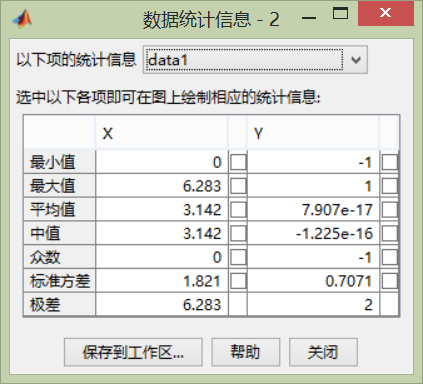 数据统计信息 - 2
以下项的统计信息 data1
选中以下各项即可在图上绘制相应的统计信息:
X Y
最小值 0 -1
最大值 6.283 1
平均值 3.142 7.907e-17
中值 3.142 -1.225e-16
众数 0 -1
标准方差 1.821 0.7071
极差 6.283 2
保存到工作区... 帮助 关闭